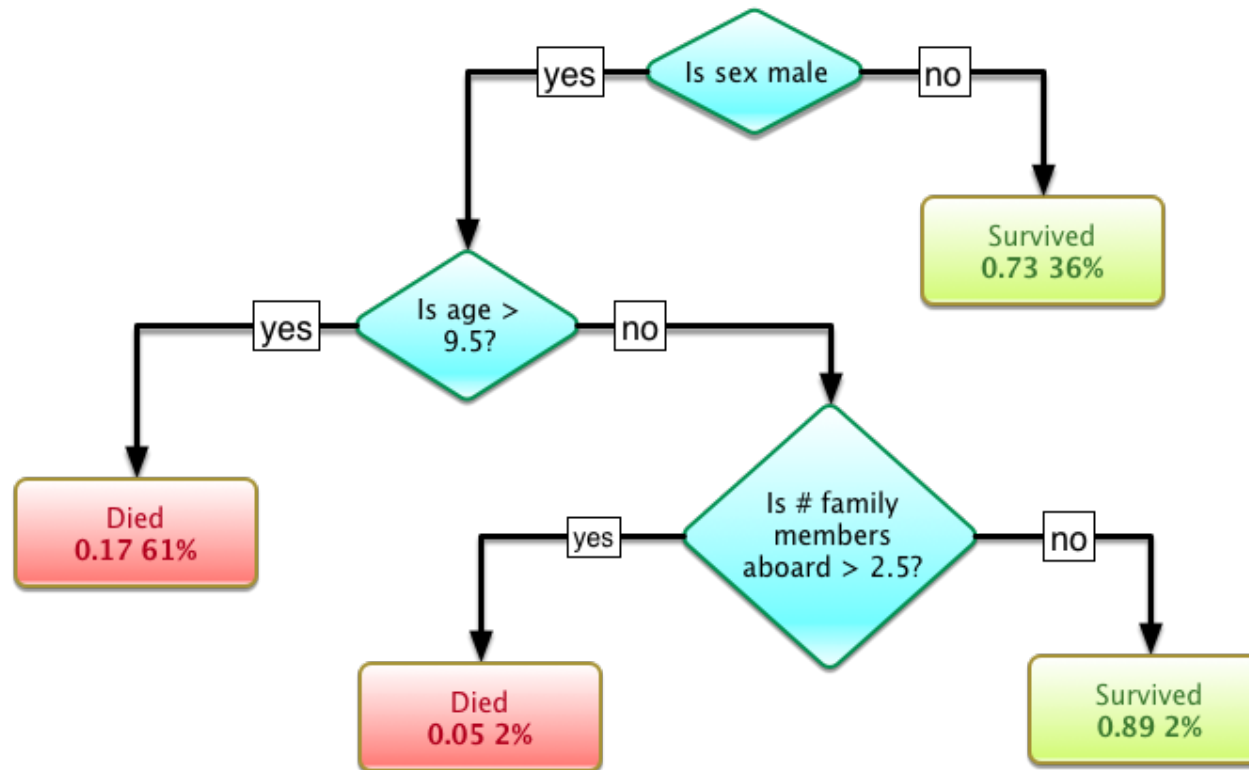 Is sex male
yes
no
Survived
0.73 36%
Is age >
9.5?
yes
no
Died
0.17 61%
Is # family
members
aboard > 2.5?
yes
no
Died
0.05 2%
Survived
0.89 2%